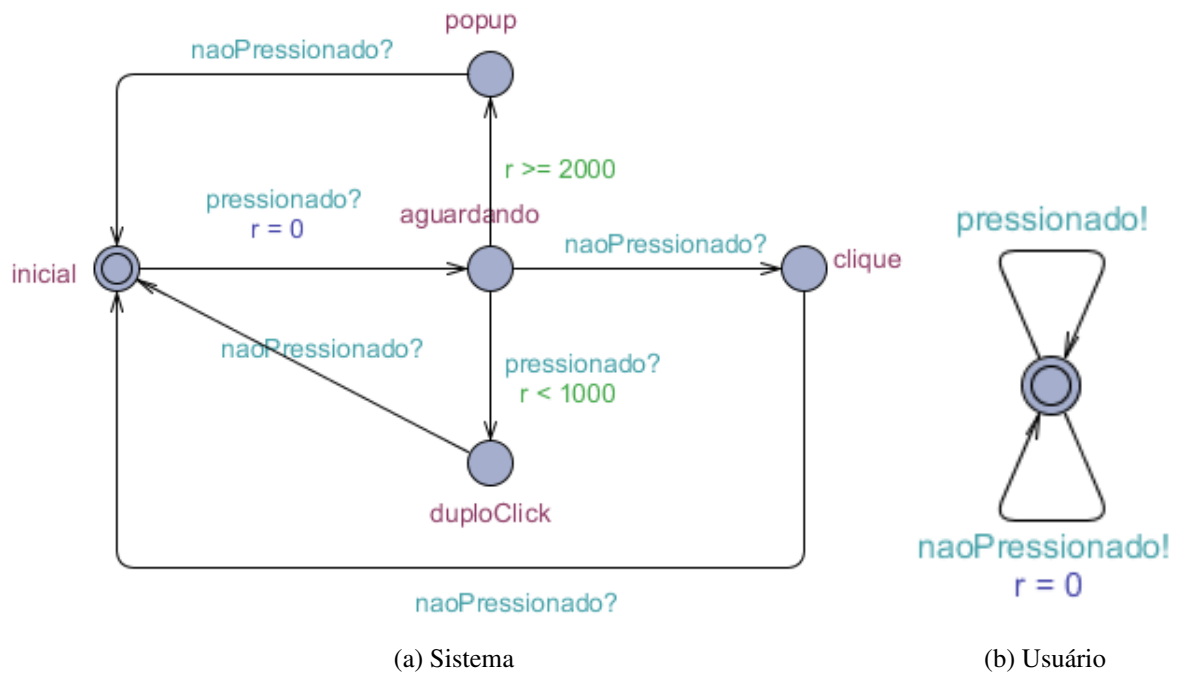 popup
naoPressionado?
r >= 2000
pressionado?
r = 0
aguardando
naoPressionado?
inicial
clique
naoPressionado?
pressionado?
r < 1000
duploClick
naoPressionado?
(a) Sistema
pressionado!
naoPressionado!
r = 0
(b) Usuário